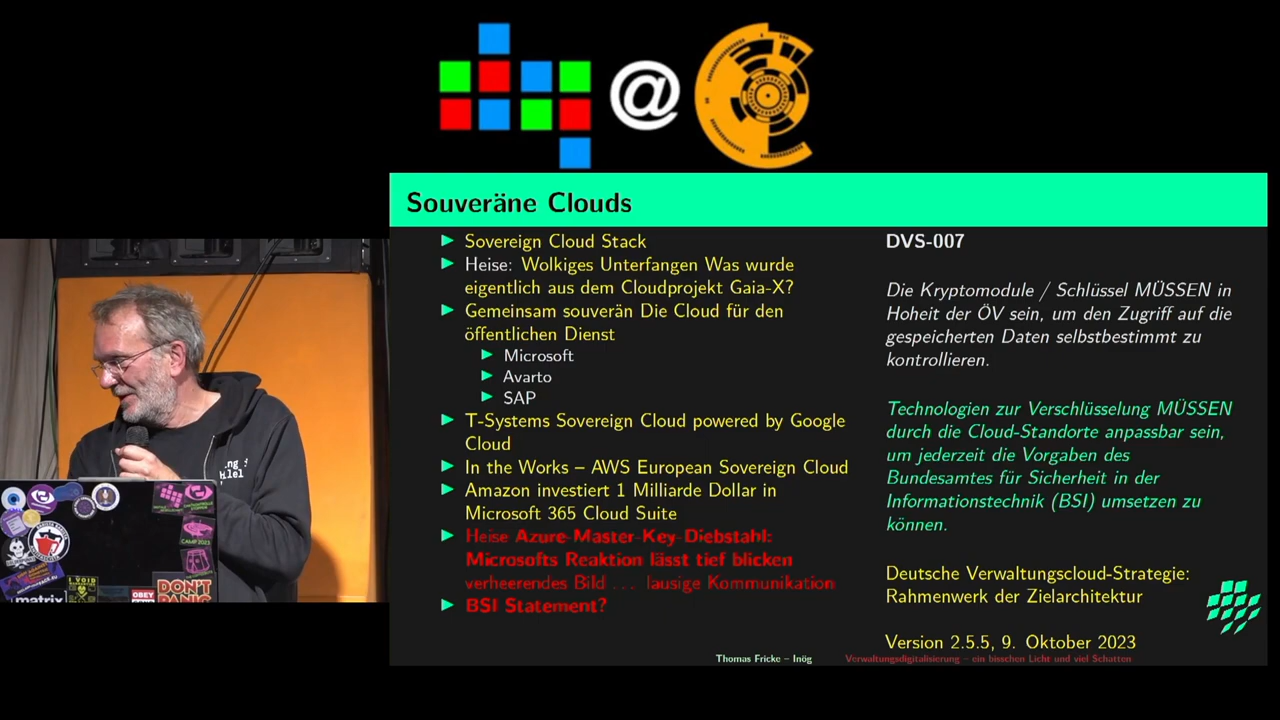 @
Souveräne Clouds
Sovereign Cloud Stack
Heise: Wolkiges Unterfangen Was wurde
eigentlich aus dem Cloudprojekt Gaia-X?
Gemeinsam souverän Die Cloud für den
öffentlichen Dienst
Microsoft
Avarto
SAP
T-Systems Sovereign Cloud powered by Google
Cloud
In the Works – AWS European Sovereign Cloud
Amazon investiert 1 Milliarde Dollar in
Microsoft 365 Cloud Suite
Heise Azure-Master-Key-Diebstahl:
Microsofts Reaktion lässt tief blicken
verheerendes Bild ... lausige Kommunikation
BSI Statement?
DVS-007
Die Kryptomodule / Schlüssel MÜSSEN in
Hoheit der ÖV sein, um den Zugriff auf die
gespeicherten Daten selbstbestimmt zu
kontrollieren.
Technologien zur Verschlüsselung MÜSSEN
durch die Cloud-Standorte anpassbar sein,
um jederzeit die Vorgaben des
Bundesamtes für Sicherheit in der
Informationstechnik (BSI) umsetzen zu
können.
Deutsche Verwaltungscloud-Strategie:
Rahmenwerk der Zielarchitektur
Version 2.5.5, 9. Oktober 2023
Thomas Fricke – Inög
Verwaltungsdigitalisierung – ein bisschen Licht und viel Schatten
CAMP 2023
I VOID
OBEY
DON'T
PANIC
matrix